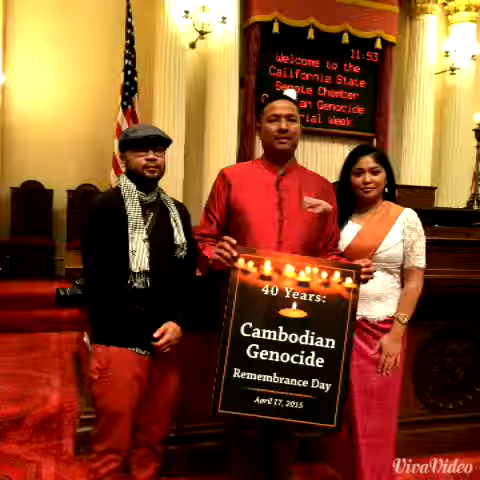 11:53
Welcome to the
California State
Senate Chamber
Genocide
Week
40 Years:
Cambodian
Genocide
Remembrance Day
April 17, 2015
VivaVideo